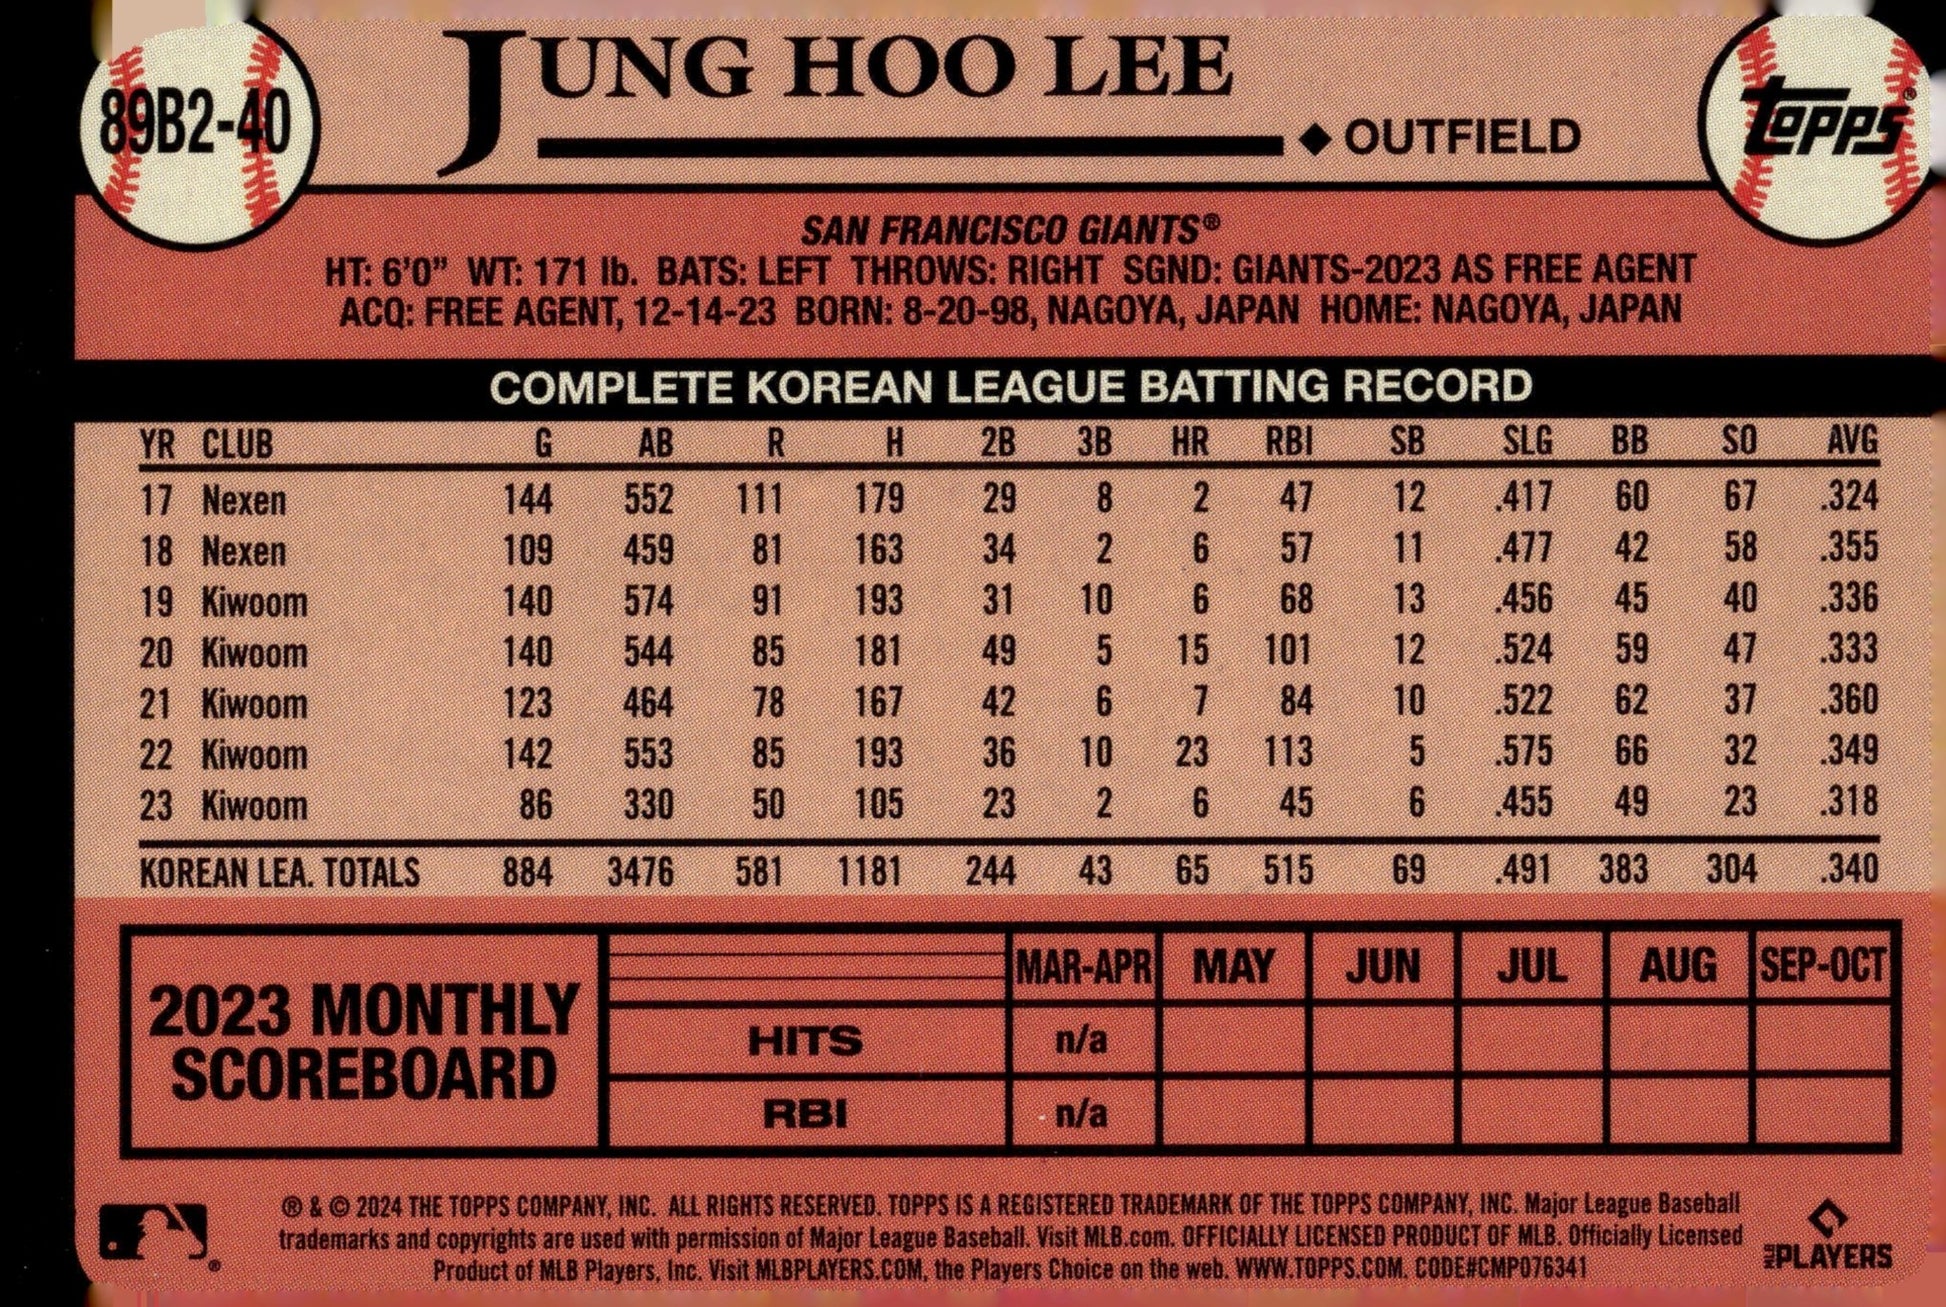 89B2-40
JUNG HOO LEE
◆ OUTFIELD
TOPPS®
SAN FRANCISCO GIANTS®
HT: 6'0" WT: 171 lb. BATS: LEFT THROWS: RIGHT SGND: GIANTS-2023 AS FREE AGENT
ACQ: FREE AGENT, 12-14-23 BORN: 8-20-98, NAGOYA, JAPAN HOME: NAGOYA, JAPAN
COMPLETE KOREAN LEAGUE BATTING RECORD
YR CLUB G AB R H 2B 3B HR RBI SB SLG BB SO AVG
17 Nexen 144 552 111 179 29 8 2 47 12 .417 60 67 .324
18 Nexen 109 459 81 163 34 2 6 57 11 .477 42 58 .355
19 Kiwoom 140 574 91 193 31 10 6 68 13 .456 45 40 .336
20 Kiwoom 140 544 85 181 49 5 15 101 12 .524 59 47 .333
21 Kiwoom 123 464 78 167 42 6 7 84 10 .522 62 37 .360
22 Kiwoom 142 553 85 193 36 10 23 113 5 .575 66 32 .349
23 Kiwoom 86 330 50 105 23 2 6 45 6 .455 49 23 .318
KOREAN LEA. TOTALS 884 3476 581 1181 244 43 65 515 69 .491 383 304 .340
2023 MONTHLY
SCOREBOARD
MAR-APR MAY JUN JUL AUG SEP-OCT
HITS n/a
RBI n/a
® & © 2024 THE TOPPS COMPANY, INC. ALL RIGHTS RESERVED. TOPPS IS A REGISTERED TRADEMARK OF THE TOPPS COMPANY, INC. Major League Baseball
trademarks and copyrights are used with permission of Major League Baseball. Visit MLB.com. OFFICIALLY LICENSED PRODUCT OF MLB. Officially Licensed
Product of MLB Players, Inc. Visit MLBPLAYERS.COM, the Players Choice on the web. WWW.TOPPS.COM. CODE#CMP076341
®
MLB PLAYERS